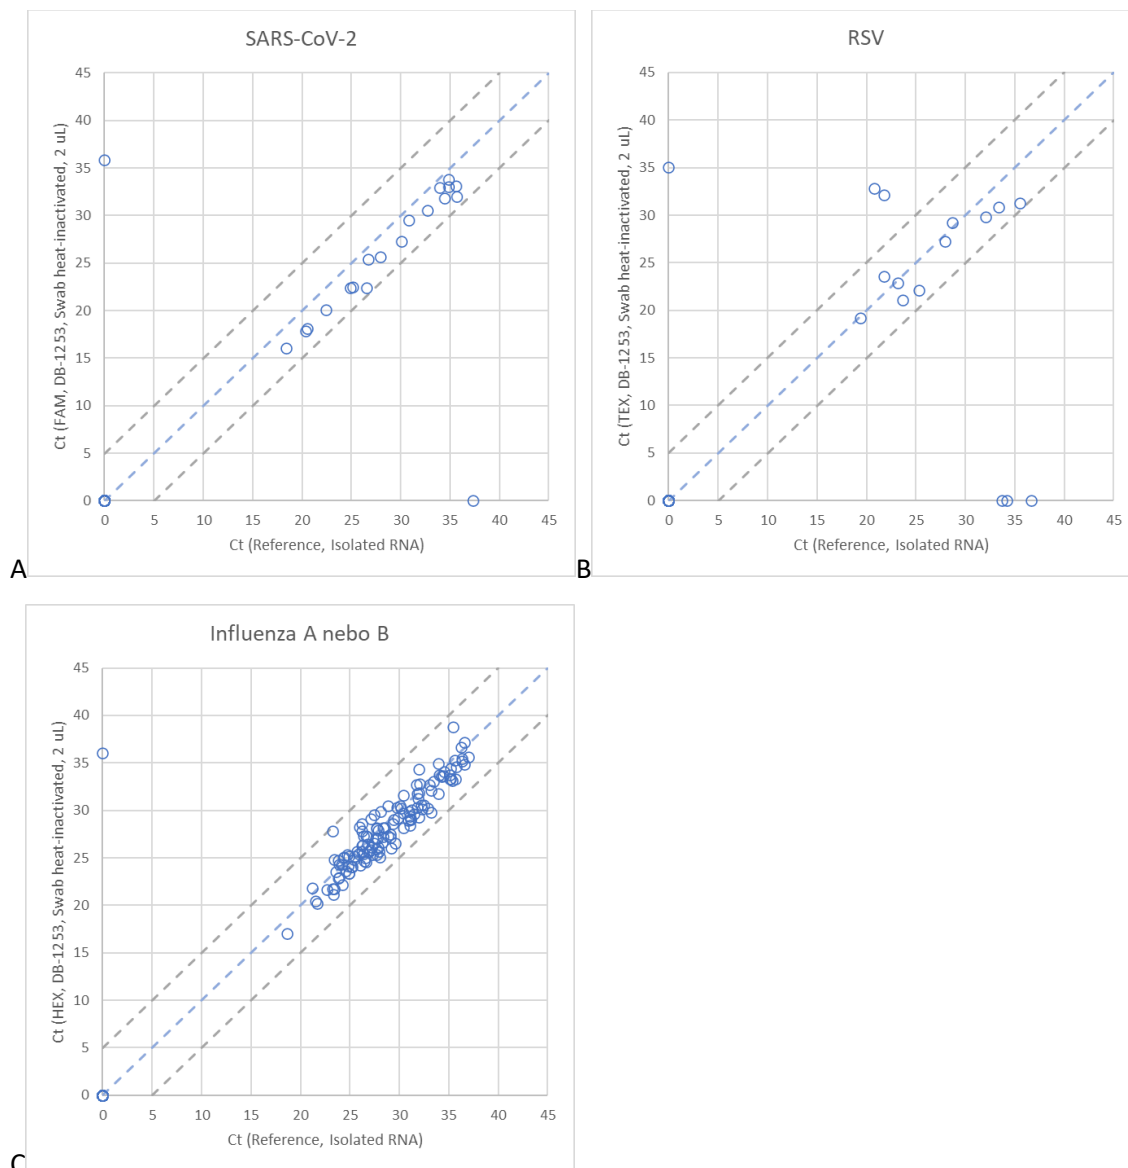 SARS-CoV-2
45
40
35
30
25
20
15
10
5
0
Ct (FAM, DB-1253, Swab heat-inactivated, 2 uL)
0 5 10 15 20 25 30 35 40 45
Ct (Reference, Isolated RNA)
A
RSV
45
40
35
30
25
20
15
10
5
0
Ct (TEX, DB-1253, Swab heat-inactivated, 2 uL)
0 5 10 15 20 25 30 35 40 45
Ct (Reference, Isolated RNA)
B
Influenza A nebo B
45
40
35
30
25
20
15
10
5
0
Ct (HEX, DB-1253, Swab heat-inactivated, 2 uL)
0 5 10 15 20 25 30 35 40 45
Ct (Reference, Isolated RNA)
C